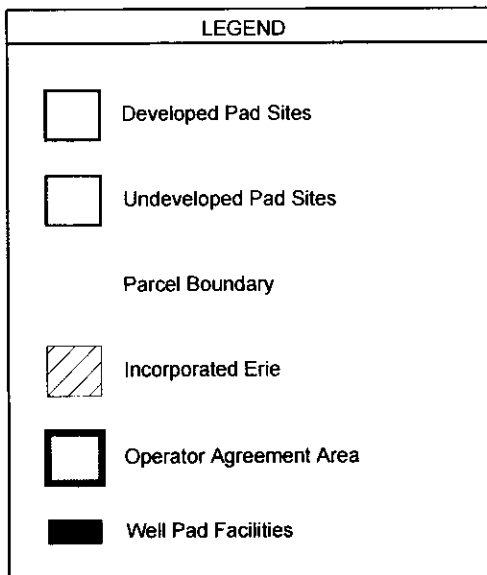 LEGEND
Developed Pad Sites
Undeveloped Pad Sites
Parcel Boundary
Incorporated Erie
Operator Agreement Area
Well Pad Facilities